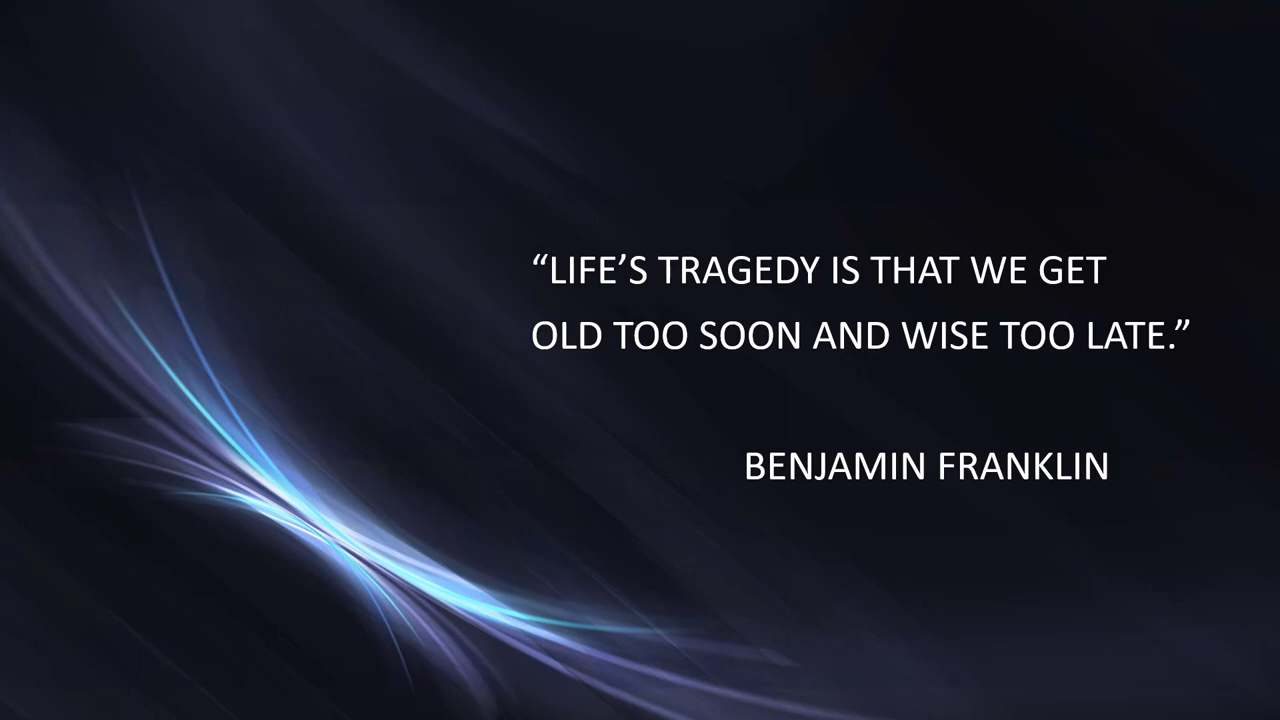 “LIFE’S TRAGEDY IS THAT WE GET
OLD TOO SOON AND WISE TOO LATE.”
BENJAMIN FRANKLIN